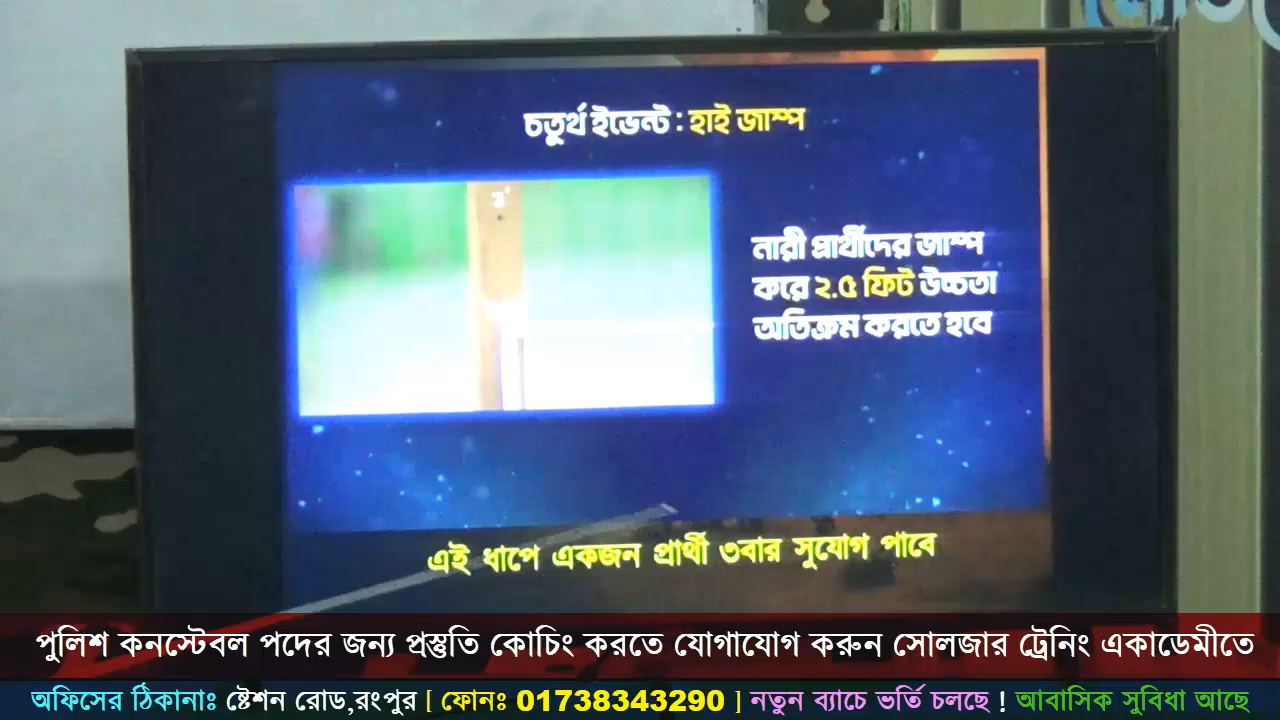 চতুর্থ ইভেন্ট : হাই জাম্প
নারী প্রার্থীদের জাম্প
করে ২.৫ ফিট উচ্চতা
অতিক্রম করতে হবে
এই ধাপে একজন প্রার্থী ৩বার সুযোগ পাবে
পুলিশ কনস্টেবল পদের জন্য প্রস্তুতি কোচিং করতে যোগাযোগ করুন সোলজার ট্রেনিং একাডেমীতে
অফিসের ঠিকানাঃ ষ্টেশন রোড,রংপুর [ ফোনঃ 01738343290 ] নতুন ব্যাচে ভর্তি চলছে ! আবাসিক সুবিধা আছে